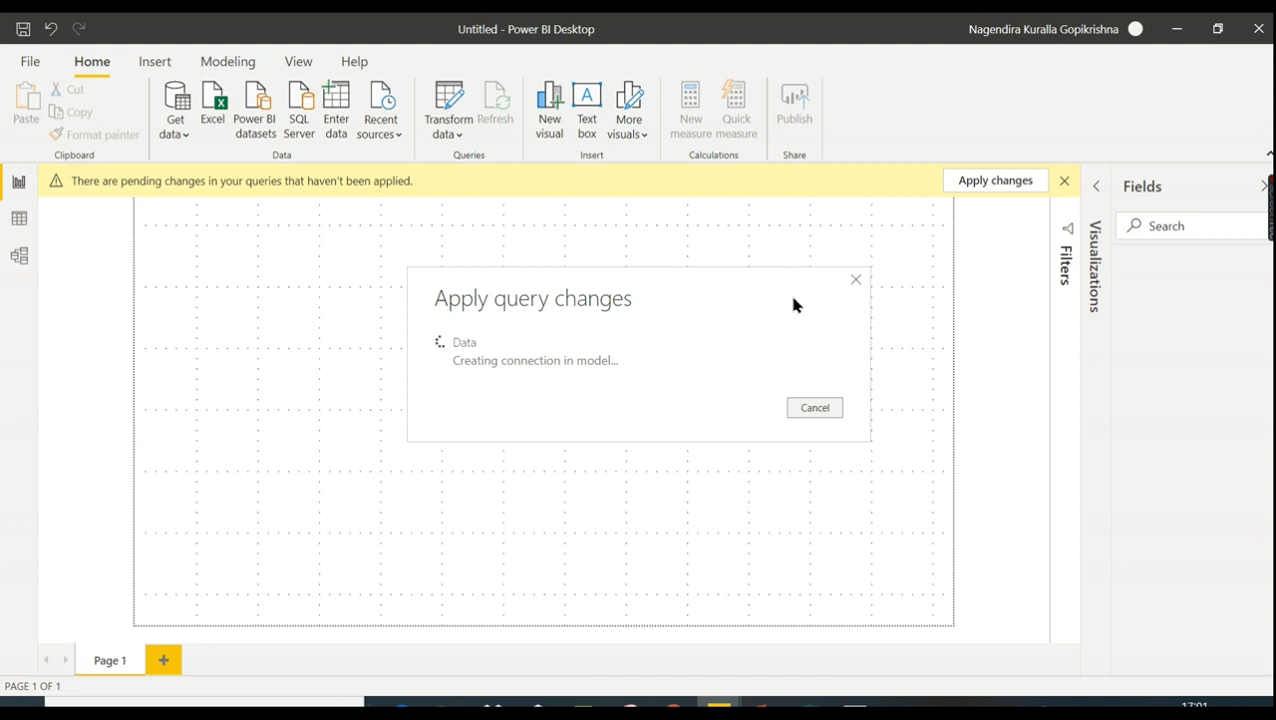 Untitled - Power BI Desktop
Nagendira Kuralla Gopikrishna
File Home Insert Modeling View Help
Paste
Cut
Copy
Format painter
Clipboard
Get data
Excel
Power BI datasets
SQL Server
Enter data
Recent sources
Data
Transform data
Refresh
Queries
New visual
Text box
More visuals
Insert
New measure
Quick measure
Calculations
Publish
Share
There are pending changes in your queries that haven't been applied.
Apply changes
Fields
Search
Filters
Visualizations
Apply query changes
Data
Creating connection in model...
Cancel
Page 1
PAGE 1 OF 1
17:01